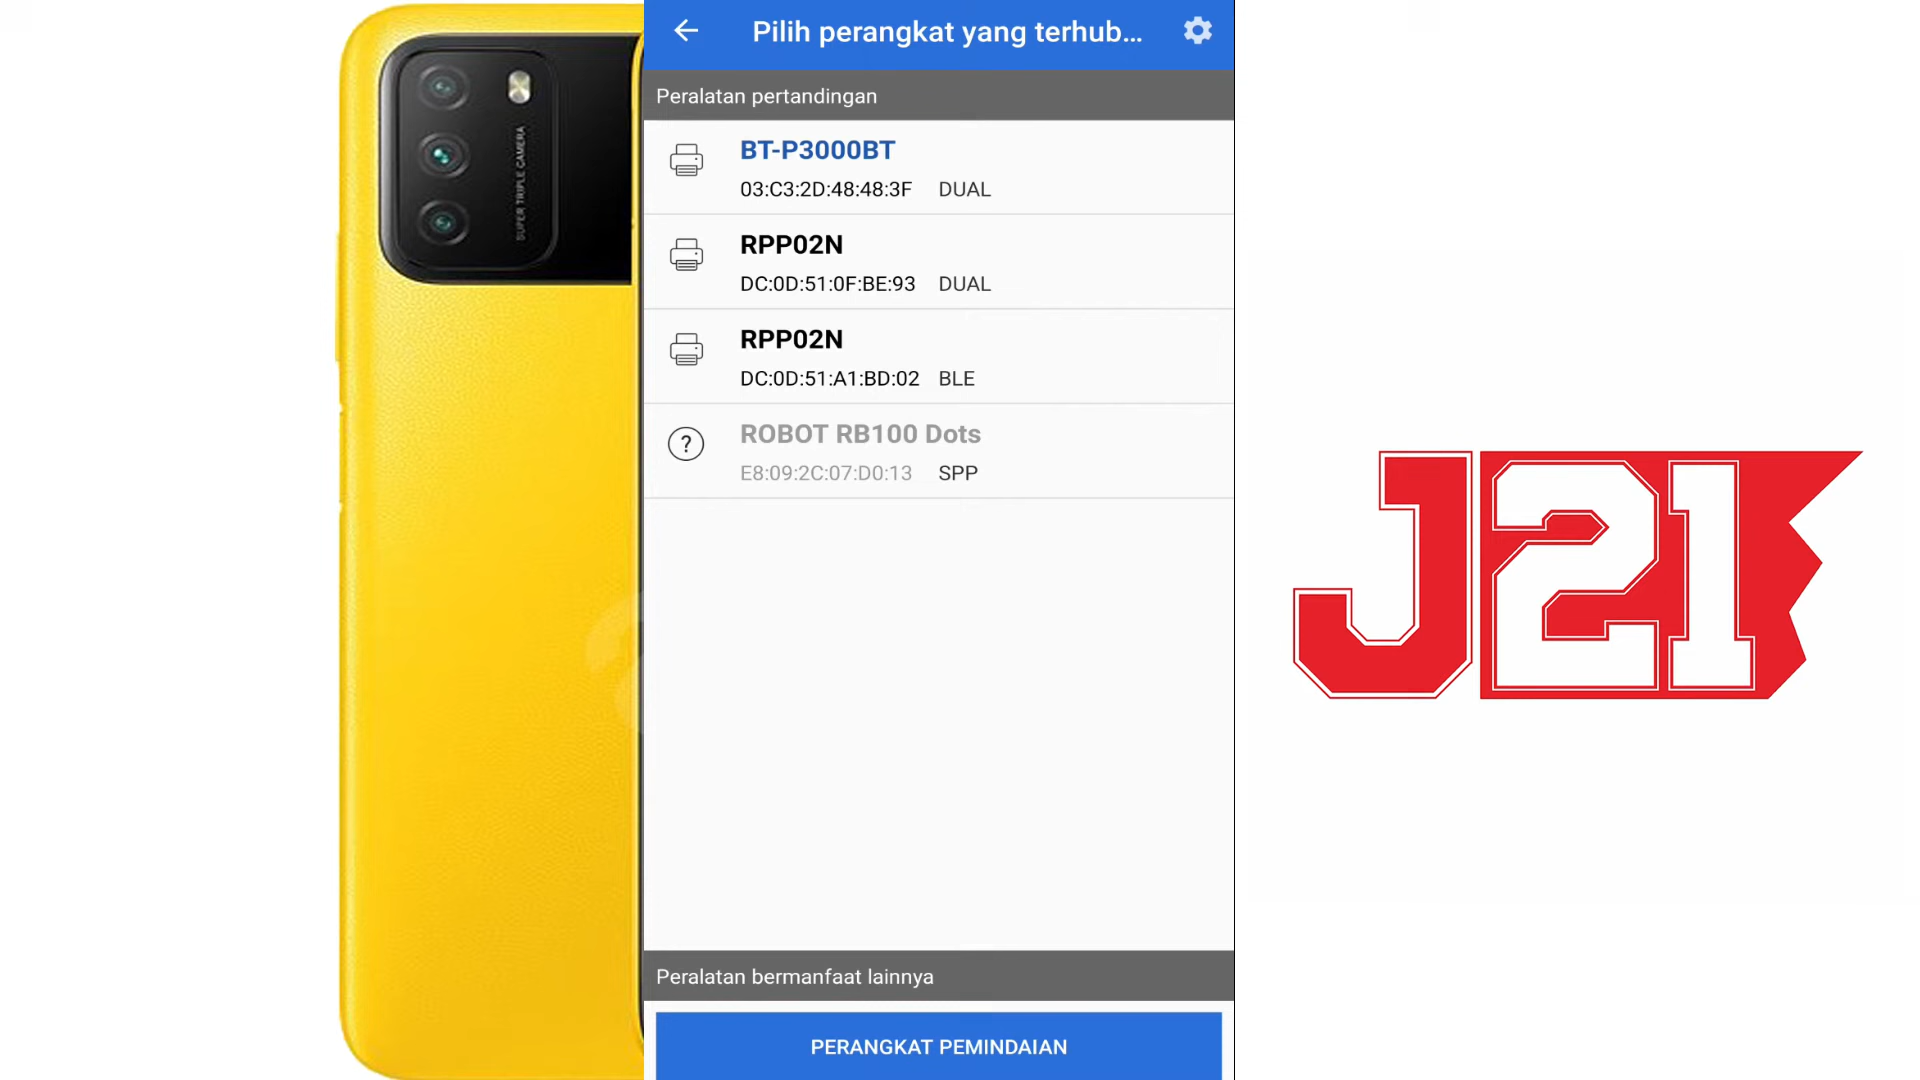 SUPER TRIPLE CAMERA
Pilih perangkat yang terhub...
Peralatan pertandingan
BT-P3000BT
03:C3:2D:48:48:3F DUAL
RPP02N
DC:0D:51:0F:BE:93 DUAL
RPP02N
DC:0D:51:A1:BD:02 BLE
?
ROBOT RB100 Dots
E8:09:2C:07:D0:13 SPP
Peralatan bermanfaat lainnya
PERANGKAT PEMINDAIAN
J21